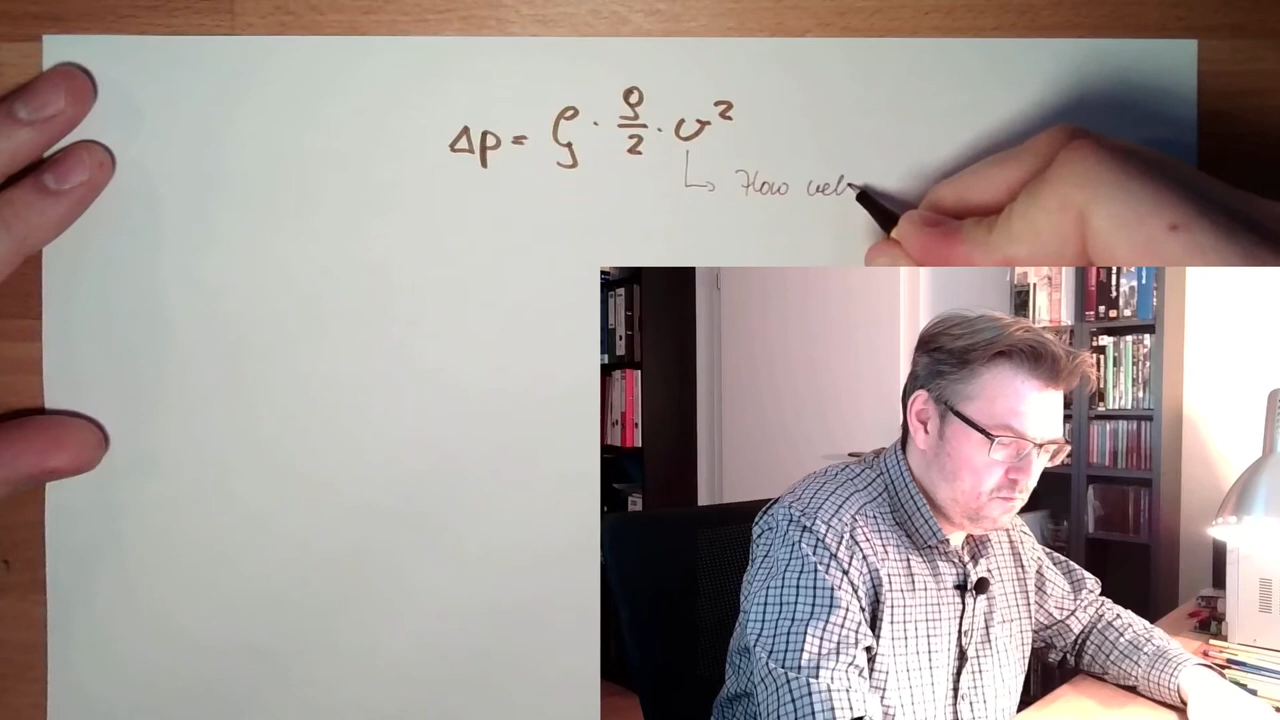 Δp = ζ · ρ/2 · v²
↳ Flow vel